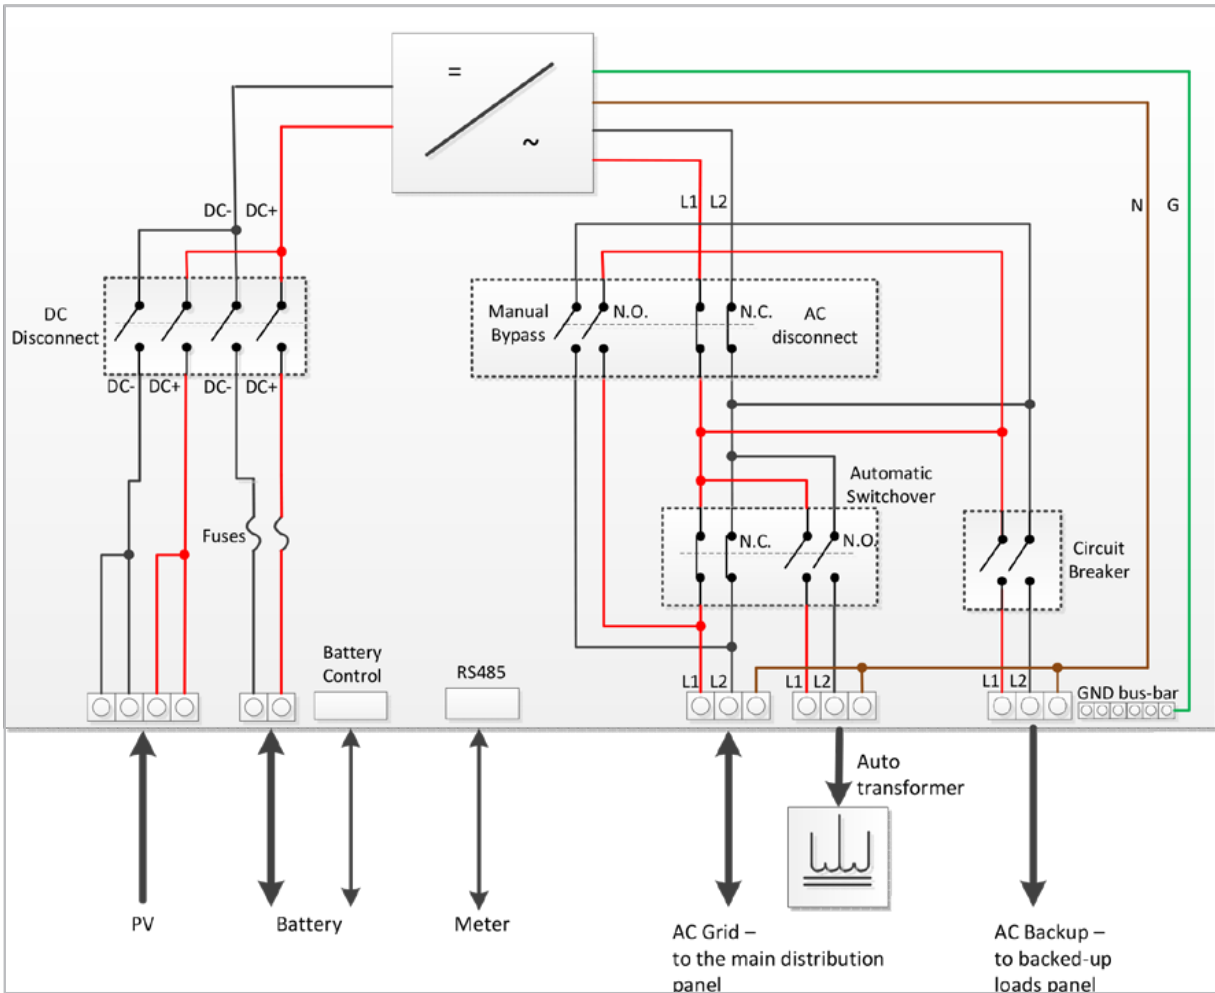 =
~
DC- DC+
L1 L2
N G
DC
Disconnect
Manual
Bypass
N.O.
N.C.
AC
disconnect
DC- DC+ DC- DC+
Automatic
Switchover
Fuses
N.C.
N.O.
Circuit
Breaker
Battery
Control
RS485
L1 L2
L1 L2
L1 L2
GND bus-bar
Auto
transformer
PV
Battery
Meter
AC Grid –
to the main distribution
panel
AC Backup –
to backed-up
loads panel